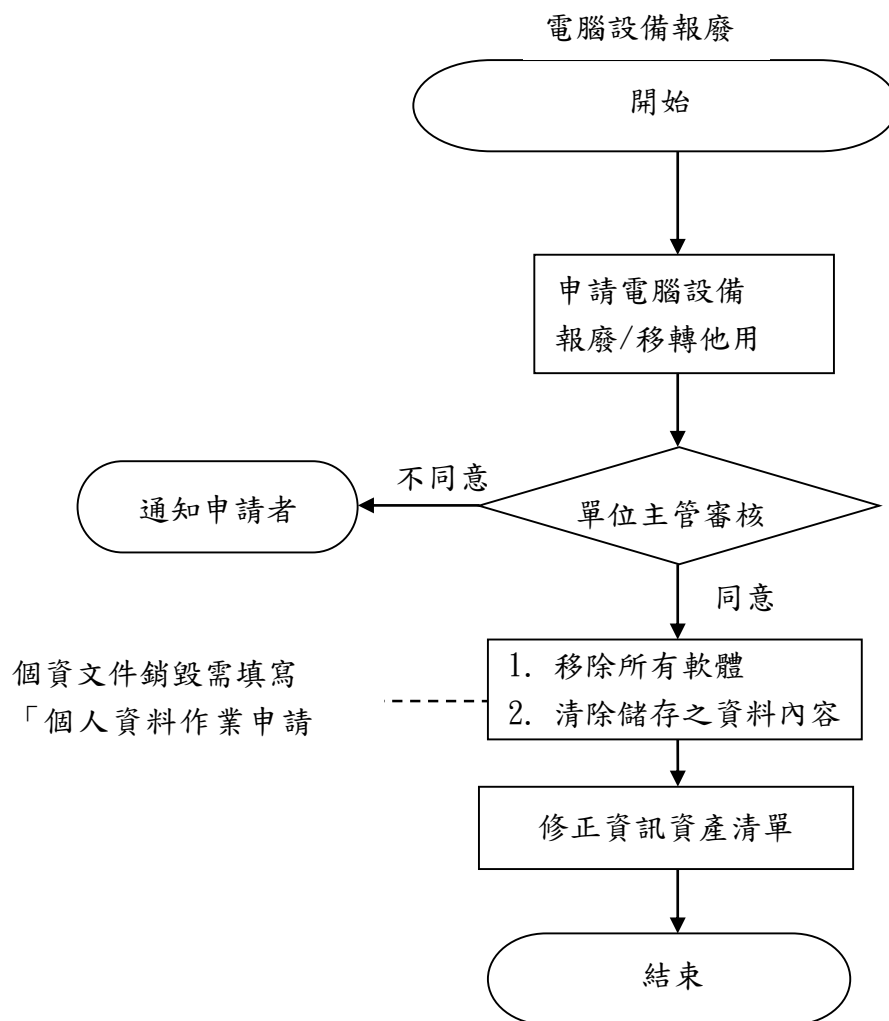 電腦設備報廢
開始
申請電腦設備
報廢/移轉他用
不同意
通知申請者
單位主管審核
同意
個資文件銷毀需填寫
「個人資料作業申請
1. 移除所有軟體
2. 清除儲存之資料內容
修正資訊資產清單
結束